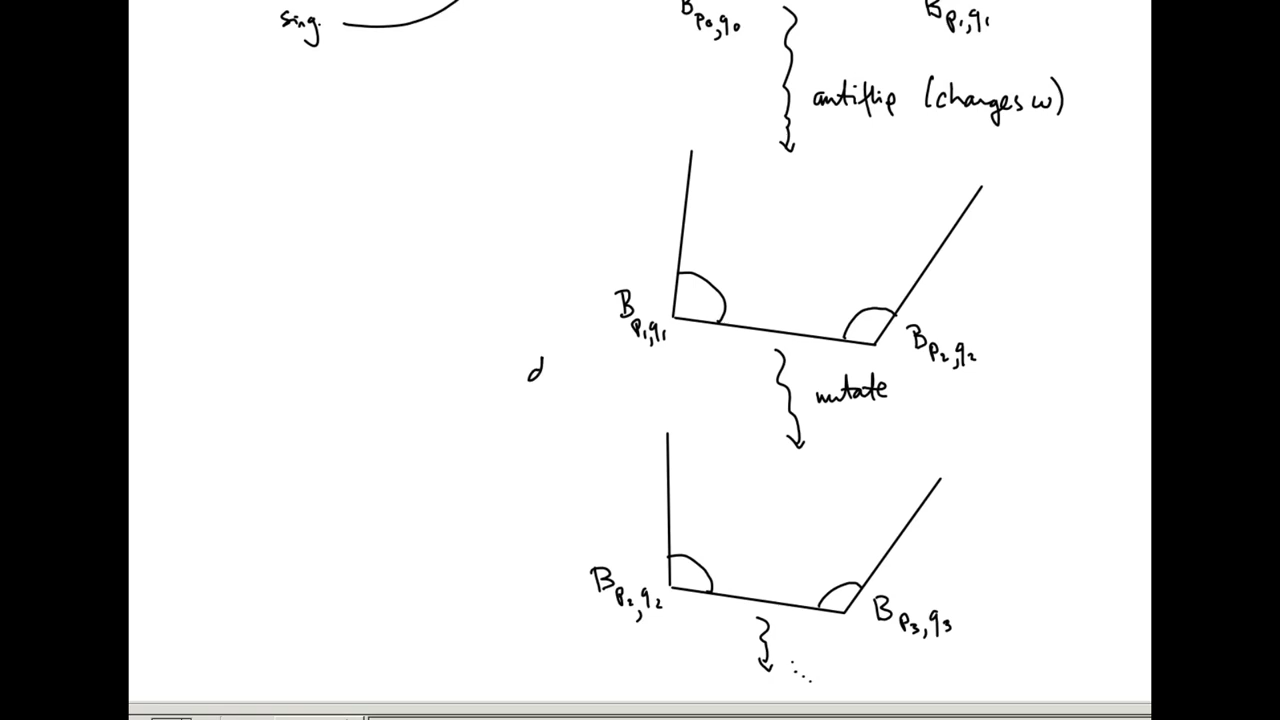 sing.
B_{p_0,q_0} B_{p_1,q_1}
antiflip (changes ω)
B_{p_1,q_1} B_{p_2,q_2}
d
mutate
B_{p_2,q_2} B_{p_3,q_3}
⋱